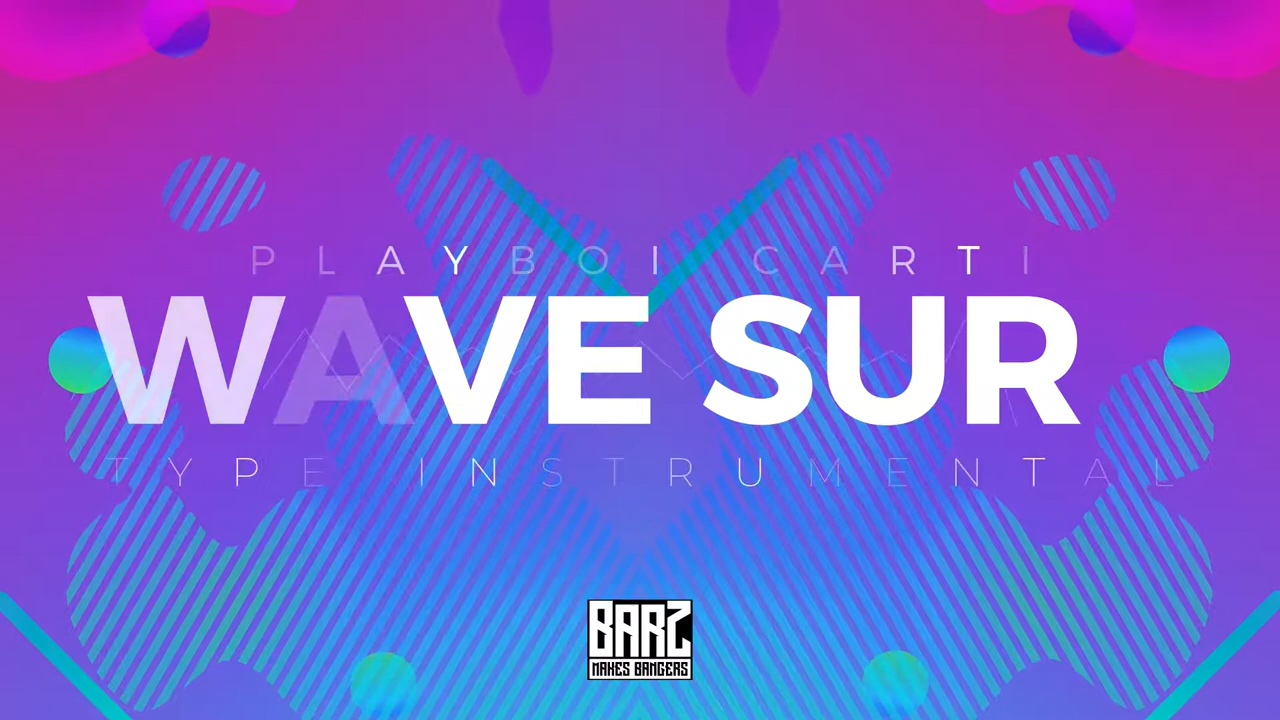 PLAYBOI CARTI
WAVE SUR
TYPE INSTRUMENTAL
BARZ
MAKES BANGERS